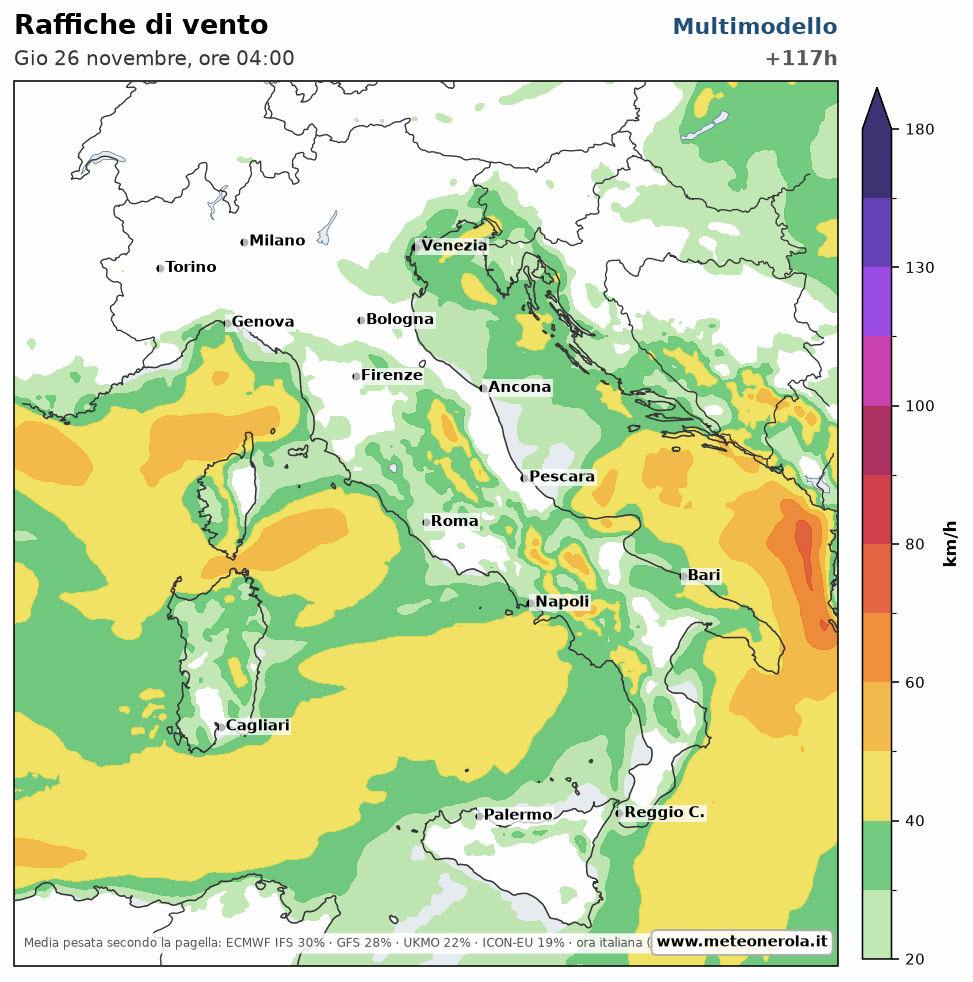 Raffiche di vento
Multimodello
Gio 26 novembre, ore 04:00
+117h
Milano
Venezia
Torino
Genova
Bologna
Firenze
Ancona
Pescara
Roma
Bari
Napoli
Cagliari
Palermo
Reggio C.
180
130
100
80
60
40
20
km/h
Media pesata secondo la pagella: ECMWF IFS 30% · GFS 28% · UKMO 22% · ICON-EU 19% · ora italiana (
www.meteonerola.it